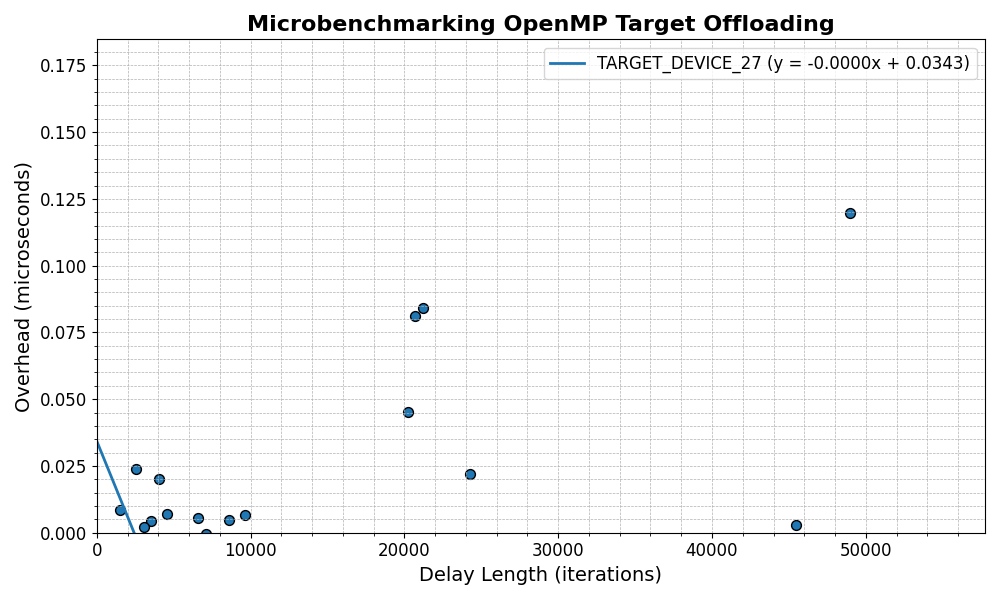 Microbenchmarking OpenMP Target Offloading
TARGET_DEVICE_27 (y = -0.0000x + 0.0343)
Overhead (microseconds)
0.175
0.150
0.125
0.100
0.075
0.050
0.025
0.000
0 10000 20000 30000 40000 50000
Delay Length (iterations)